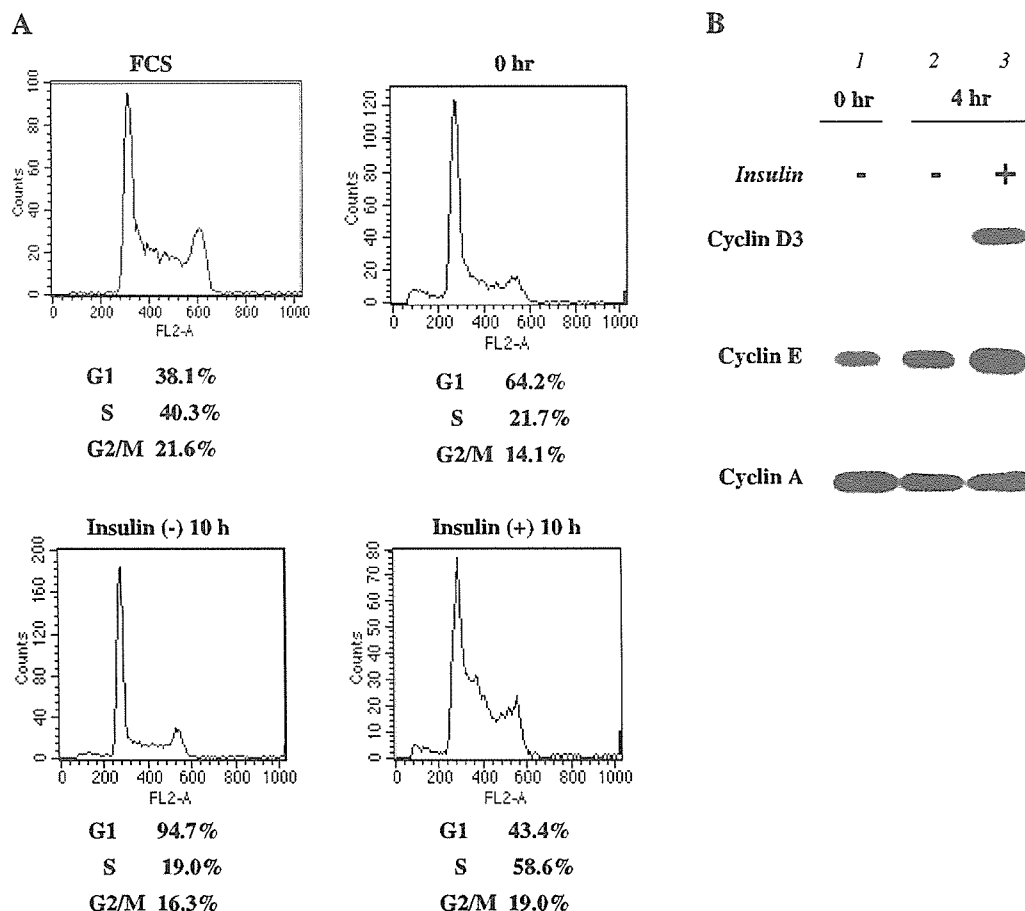 A
FCS
100
80
60
40
20
0
Counts
0 200 400 600 800 1000
FL2-A
G1 38.1%
S 40.3%
G2/M 21.6%
0 hr
120
100
80
60
40
20
0
Counts
0 200 400 600 800 1000
FL2-A
G1 64.2%
S 21.7%
G2/M 14.1%
Insulin (-) 10 h
200
160
120
80
40
0
Counts
0 200 400 600 800 1000
FL2-A
G1 94.7%
S 19.0%
G2/M 16.3%
Insulin (+) 10 h
80
70
60
50
40
30
20
10
0
Counts
0 200 400 600 800 1000
FL2-A
G1 43.4%
S 58.6%
G2/M 19.0%
B
1 2 3
0 hr 4 hr
Insulin - - +
Cyclin D3
Cyclin E
Cyclin A